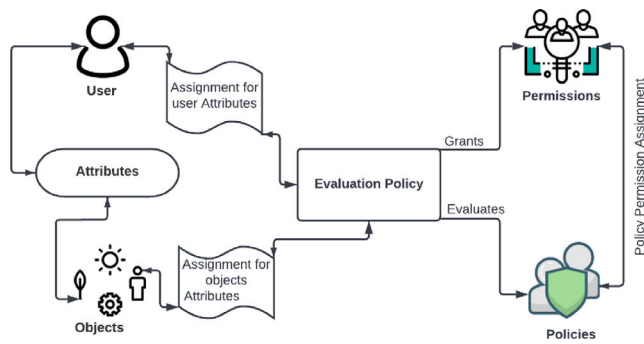 User
Assignment for
user Attributes
Permissions
Grants
Attributes
Evaluation Policy
Policy Permission Assignment
Evaluates
Assignment for
objects
Attributes
Objects
Policies